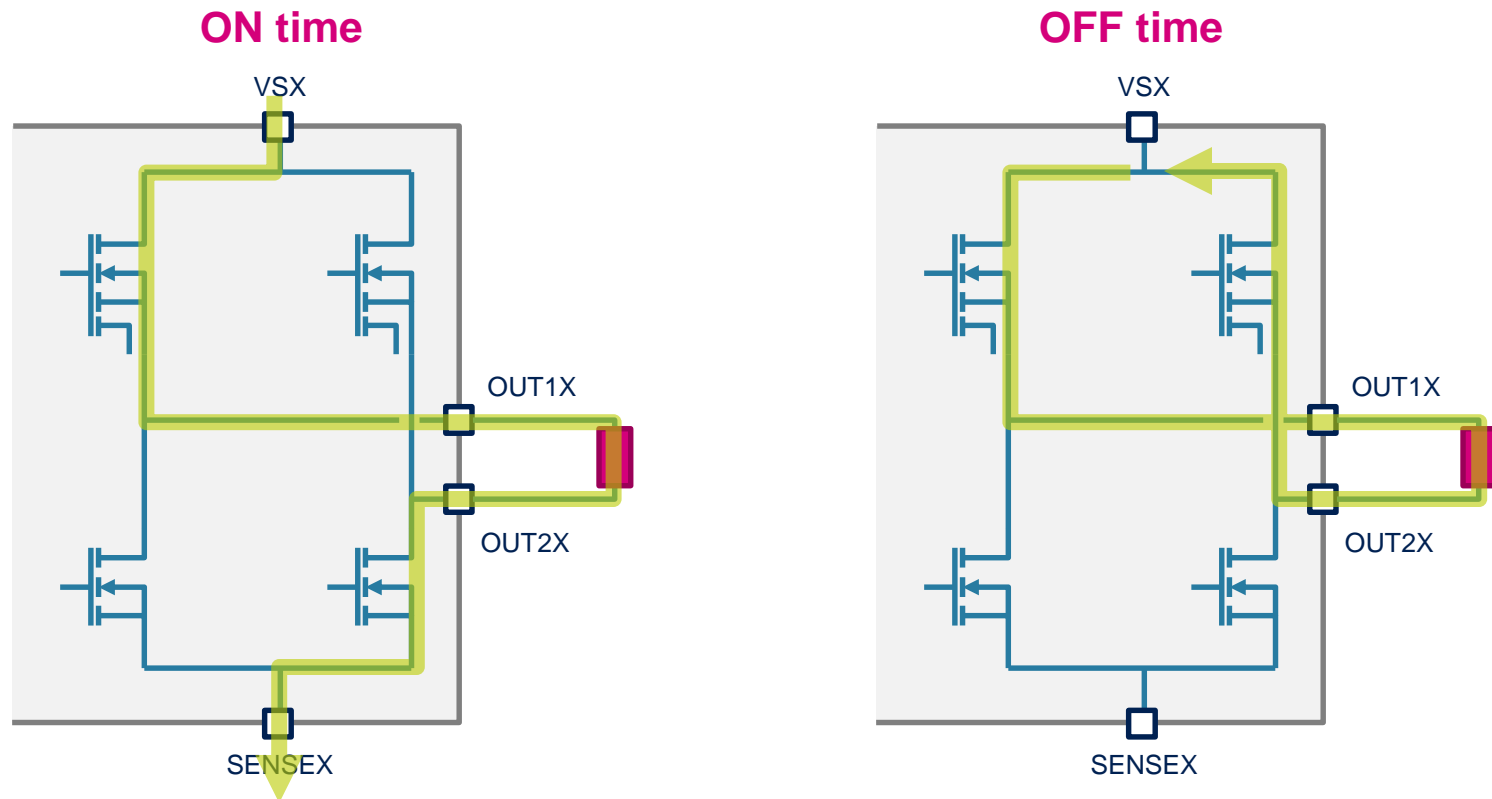 ON time
VSX
OUT1X
OUT2X
SENSEX
OFF time
VSX
OUT1X
OUT2X
SENSEX